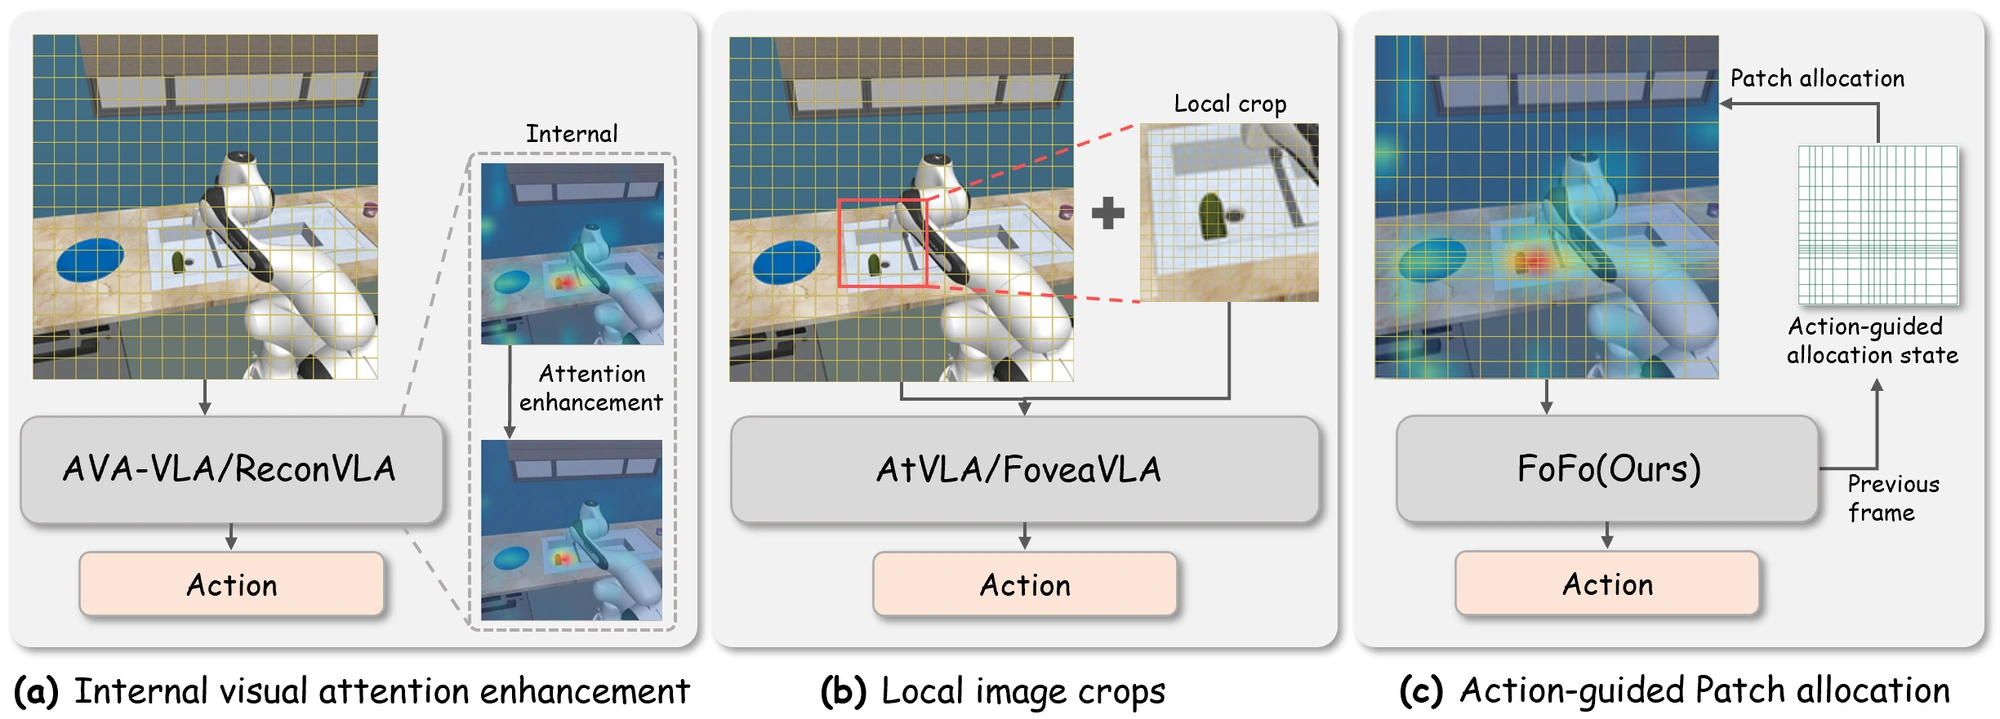 Internal
Attention
enhancement
AVA-VLA/ReconVLA
Action
(a) Internal visual attention enhancement
Local crop
AtVLA/FoveaVLA
Action
(b) Local image crops
Patch allocation
Action-guided
allocation state
FoFo(Ours)
Previous
frame
Action
(c) Action-guided Patch allocation